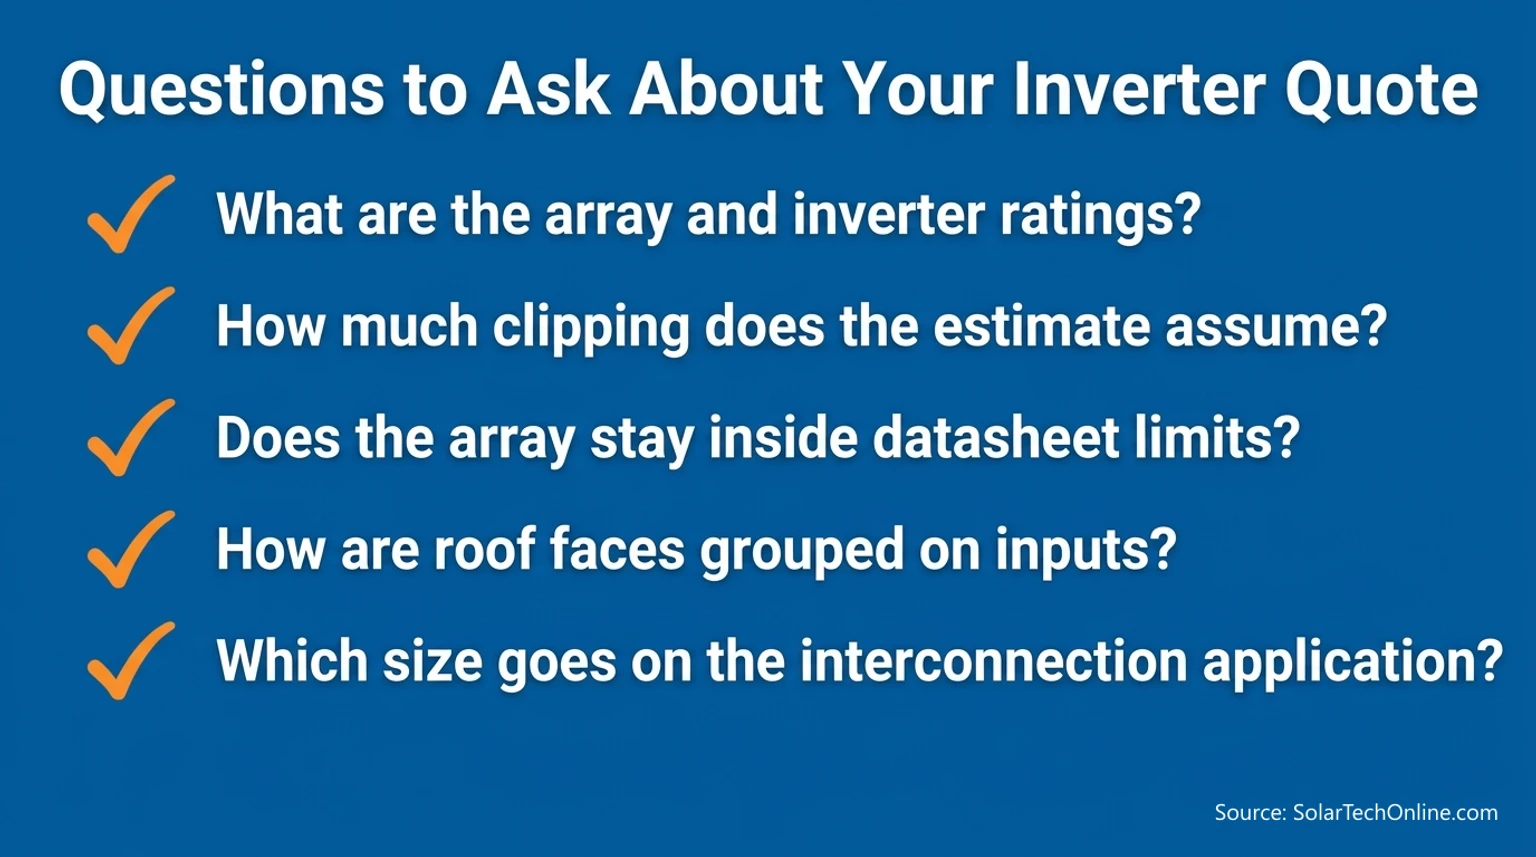 Questions to Ask About Your Inverter Quote
What are the array and inverter ratings?
How much clipping does the estimate assume?
Does the array stay inside datasheet limits?
How are roof faces grouped on inputs?
Which size goes on the interconnection application?
Source: SolarTechOnline.com